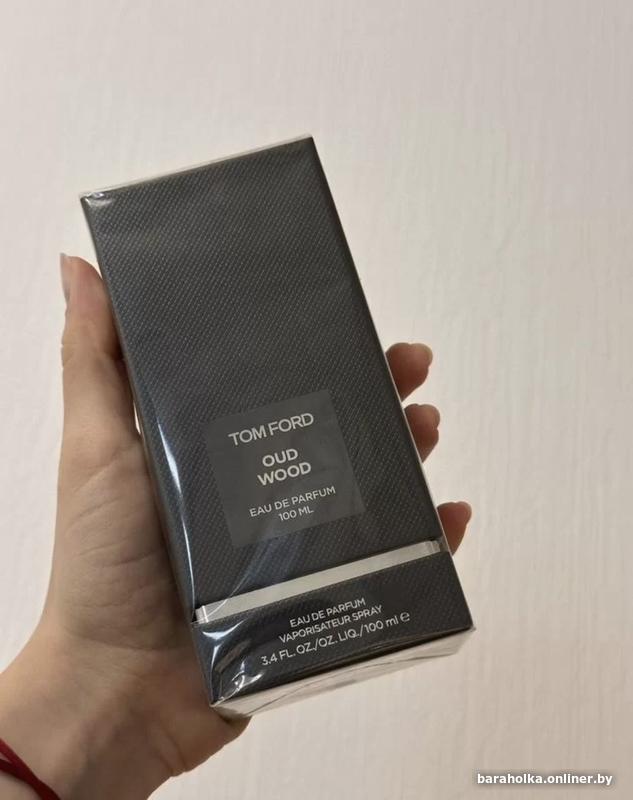 TOM FORD
OUD
WOOD
EAU DE PARFUM
100 ML
EAU DE PARFUM
VAPORISATEUR SPRAY
3.4 FL. OZ./OZ. LIQ./100 ml ℮
baraholka.onliner.by